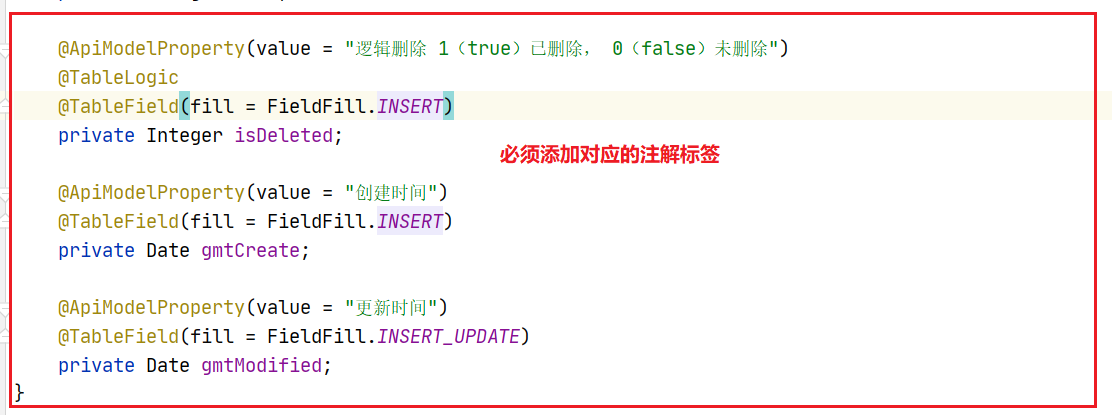 @ApiModelProperty(value = "逻辑删除 1（true）已删除， 0（false）未删除")
@TableLogic
@TableField(fill = FieldFill.INSERT)
private Integer isDeleted;
必须添加对应的注解标签
@ApiModelProperty(value = "创建时间")
@TableField(fill = FieldFill.INSERT)
private Date gmtCreate;
@ApiModelProperty(value = "更新时间")
@TableField(fill = FieldFill.INSERT_UPDATE)
private Date gmtModified;
}